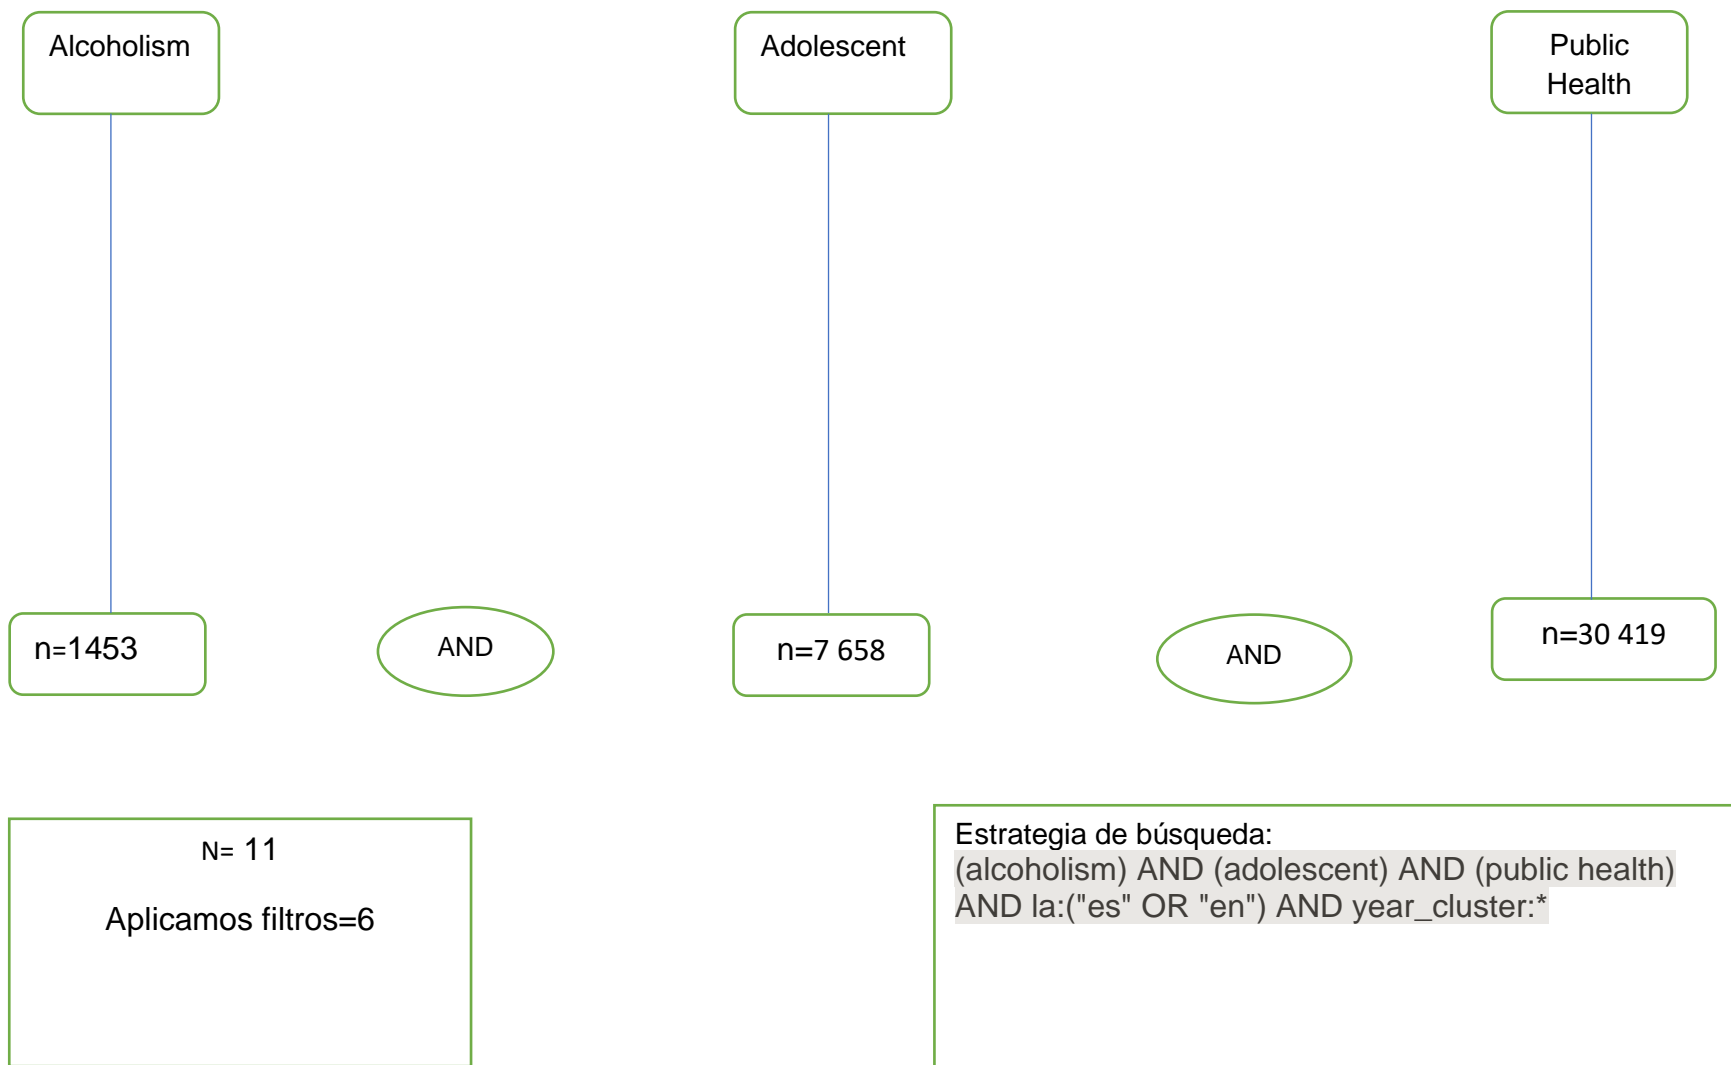 Alcoholism
Adolescent
Public
Health
n=1453
AND
n=7 658
AND
n=30 419
N= 11
Aplicamos filtros=6
Estrategia de búsqueda:
(alcoholism) AND (adolescent) AND (public health)
AND la:("es" OR "en") AND year_cluster:*